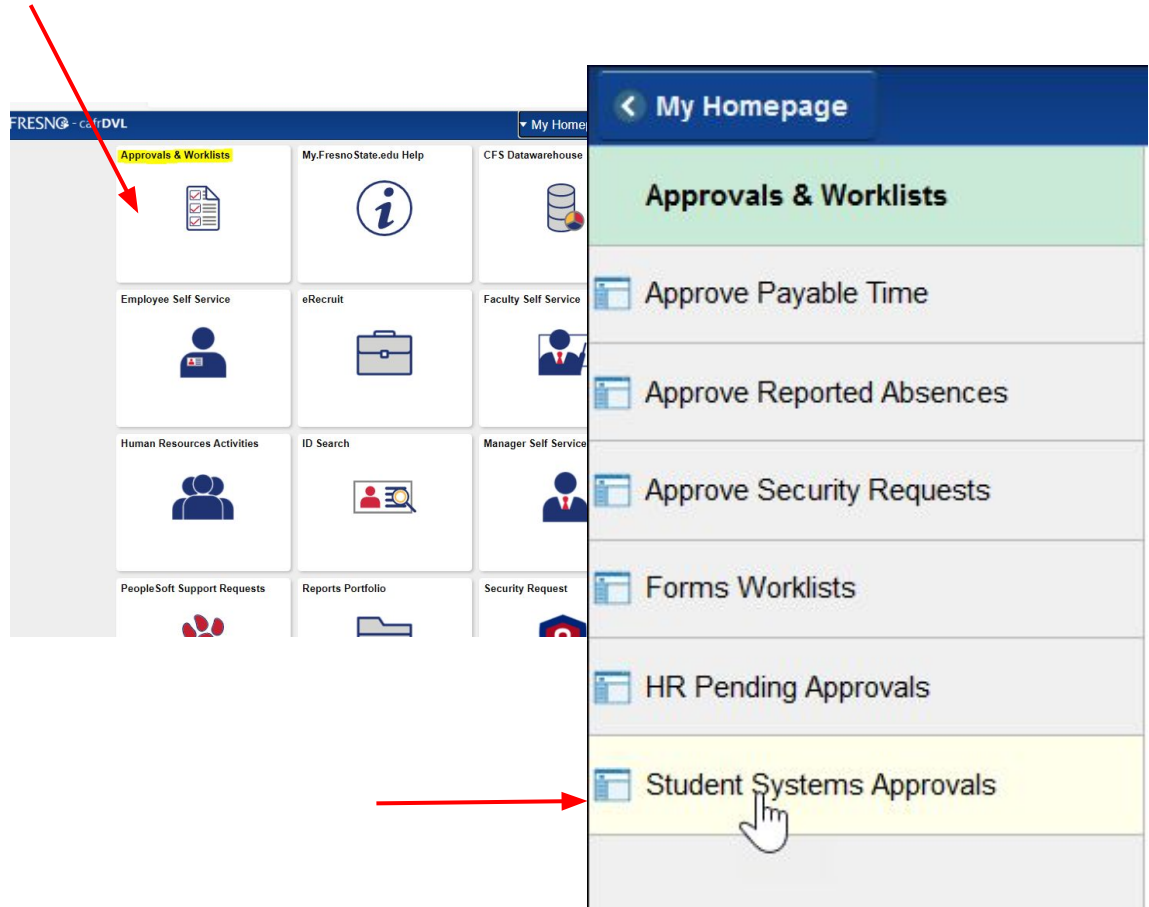 FRESNO - cafrDVL
My Home
Approvals & Worklists
My.FresnoState.edu Help
CFS Datawarehouse
Employee Self Service
eRecruit
Faculty Self Service
Human Resources Activities
ID Search
Manager Self Service
PeopleSoft Support Requests
Reports Portfolio
Security Request
My Homepage
Approvals & Worklists
Approve Payable Time
Approve Reported Absences
Approve Security Requests
Forms Worklists
HR Pending Approvals
Student Systems Approvals